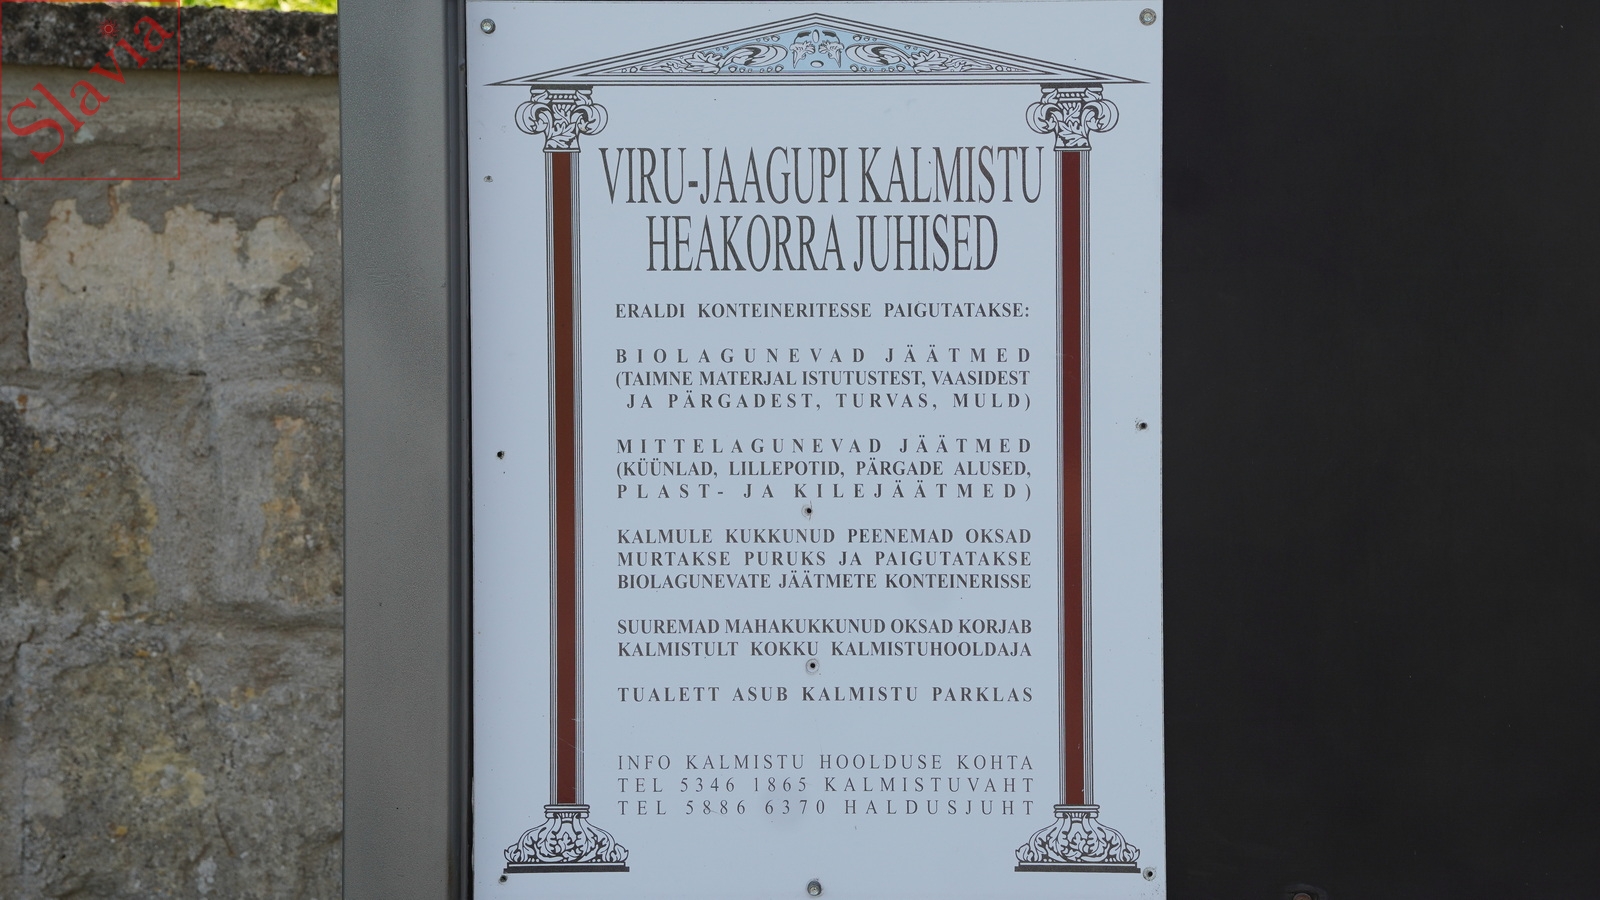 Slavia
VIRU-JAAGUPI KALMISTU
HEAKORRA JUHISED
ERALDI KONTEINERITESSE PAIGUTATAKSE:
BIOLAGUNEVAD JÄÄTMED
(TAIMNE MATERJAL ISTUTUSTEST, VAASIDEST
JA PÄRGADEST, TURVAS, MULD)
MITTELAGUNEVAD JÄÄTMED
(KÜÜNLAD, LILLEPOTID, PÄRGADE ALUSED,
PLAST- JA KILEJÄÄTMED)
KALMULE KUKKUNUD PEENEMAD OKSAD
MURTAKSE PURUKS JA PAIGUTATAKSE
BIOLAGUNEVATE JÄÄTMETE KONTEINERISSE
SUUREMAD MAHAKUKKUNUD OKSAD KORJAB
KALMISTULT KOKKU KALMISTUHOOLDAJA
TUALETT ASUB KALMISTU PARKLAS
INFO KALMISTU HOOLDUSE KOHTA
TEL 5346 1865 KALMISTUVAHT
TEL 5886 6370 HALDUSJUHT